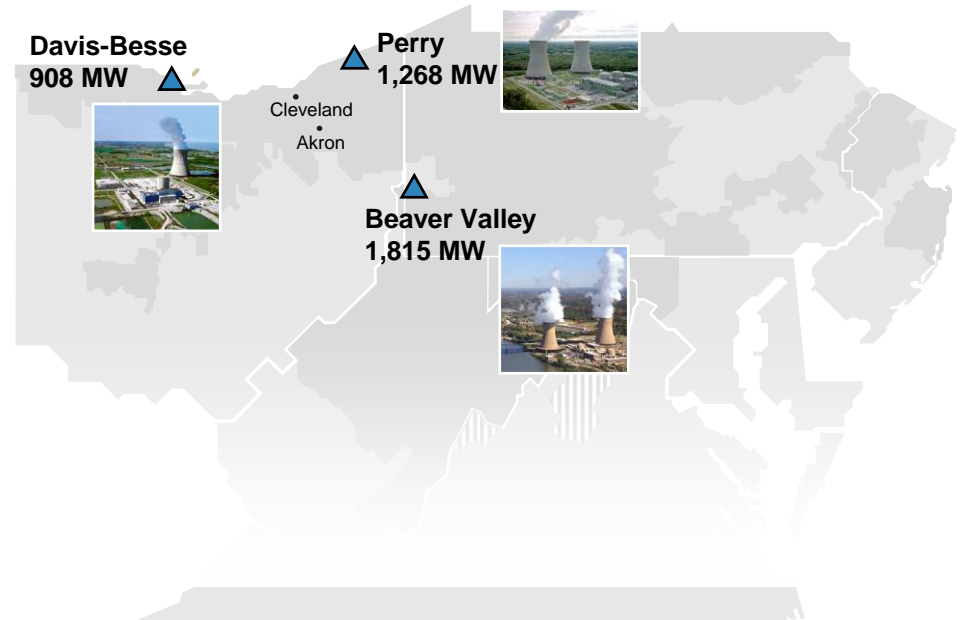 Davis-Besse
908 MW
Perry
1,268 MW
Cleveland
Akron
Beaver Valley
1,815 MW